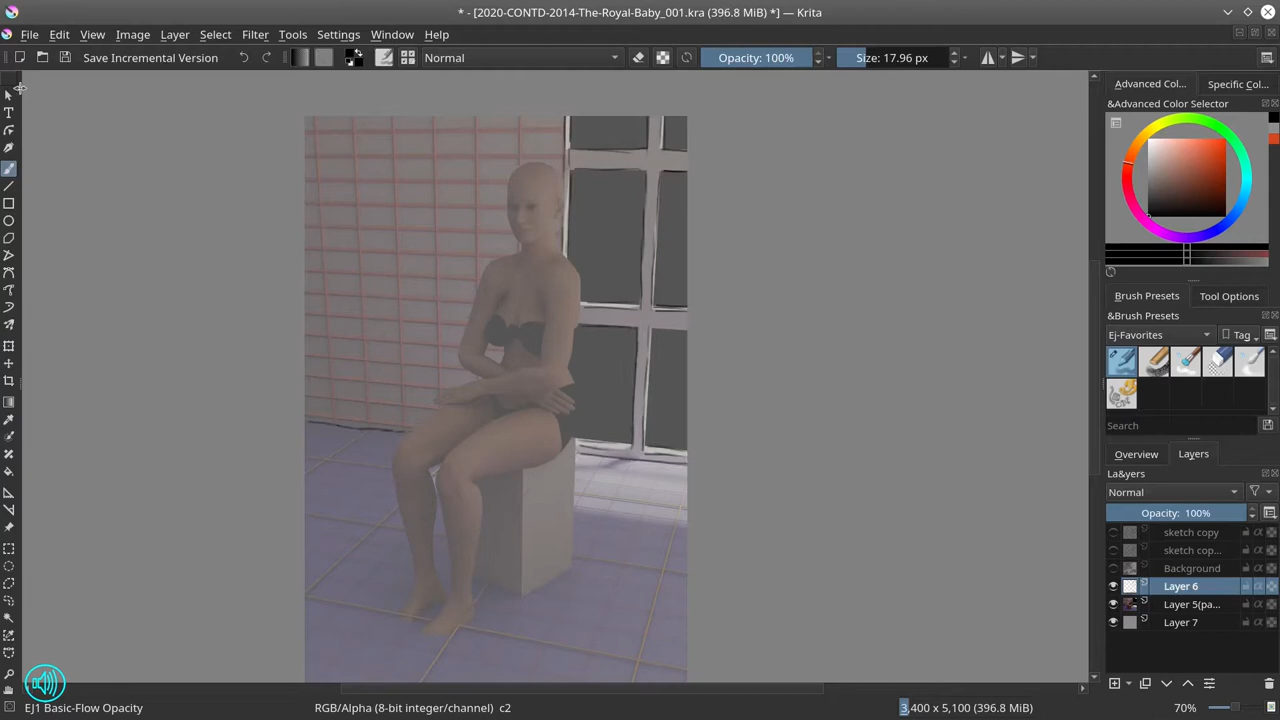 * - [2020-CONTD-2014-The-Royal-Baby_001.kra (396.8 MiB) *] — Krita
File Edit View Image Layer Select Filter Tools Settings Window Help
Save Incremental Version Normal Opacity: 100% Size: 17.96 px
Advanced Col... Specific Col...
&Advanced Color Selector
Brush Presets Tool Options
&Brush Presets
Ej-Favorites Tag
Search
Overview Layers
La&yers
Normal
Opacity: 100%
sketch copy
sketch cop...
Background
Layer 6
Layer 5(pa...
Layer 7
EJ1 Basic-Flow Opacity RGB/Alpha (8-bit integer/channel) c2 3,400 x 5,100 (396.8 MiB) 70%